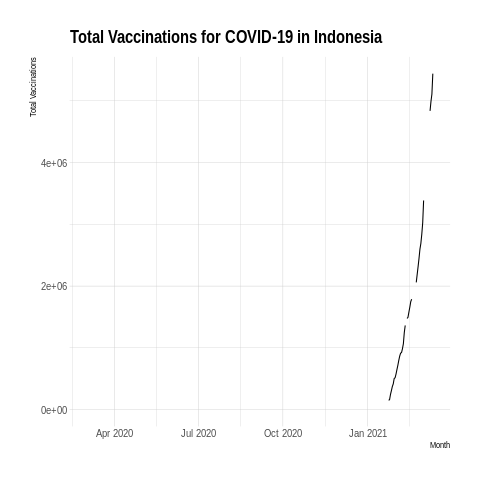 Total Vaccinations for COVID-19 in Indonesia
Total Vaccinations
4e+06
2e+06
0e+00
Apr 2020
Jul 2020
Oct 2020
Jan 2021
Month